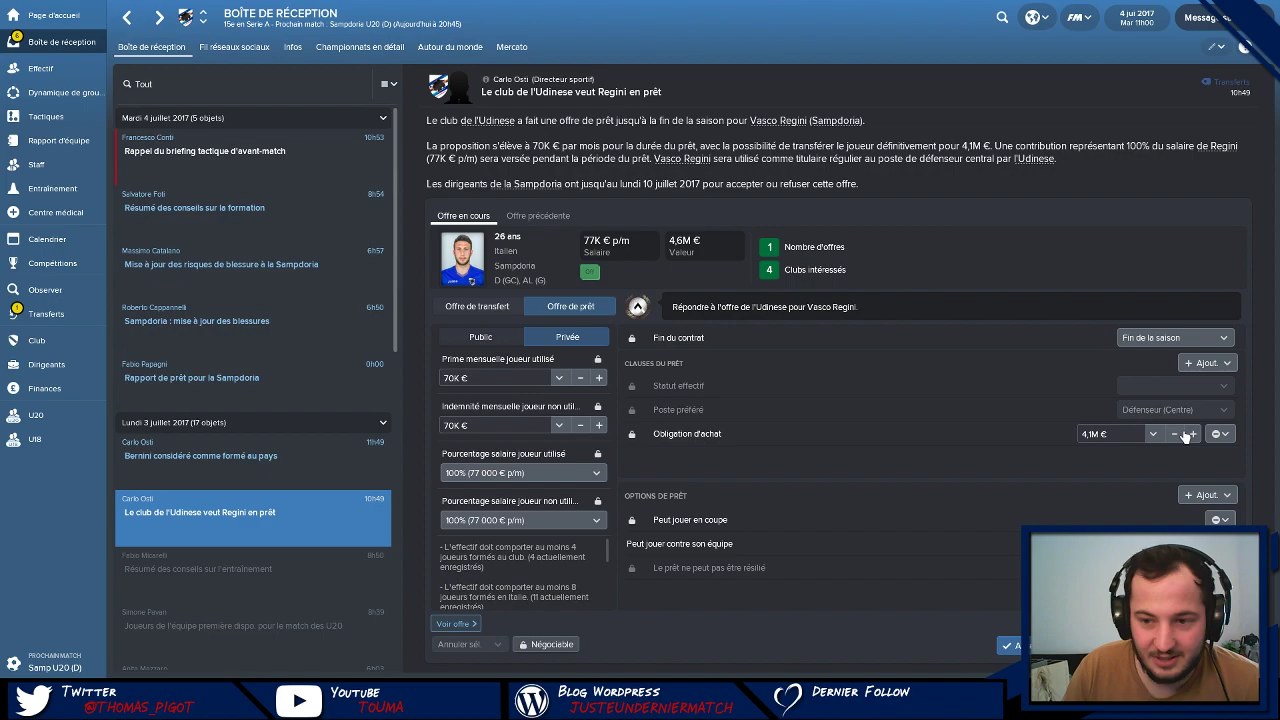 Page d'accueil
BOÎTE DE RÉCEPTION
15e en Serie A - Prochain match : Sampdoria U20 (D) (Aujourd'hui à 20h45)
FM
4 jul 2017
Mar 11h00
Message
6
Boîte de réception
Boîte de réception
Fil réseaux sociaux
Infos
Championnats en détail
Autour du monde
Mercato
Effectif
Dynamique de grou...
Tactiques
Rapport d'équipe
Staff
Entraînement
Centre médical
Calendrier
Compétitions
Observer
1
Transferts
Club
Dirigeants
Finances
U20
U18
PROCHAIN MATCH
Samp U20 (D)
Tout
Mardi 4 juillet 2017 (5 objets)
Francesco Conti
10h53
Rappel du briefing tactique d'avant-match
Salvatore Foti
8h54
Résumé des conseils sur la formation
Massimo Catalano
6h57
Mise à jour des risques de blessure à la Sampdoria
Roberto Cappannelli
6h50
Sampdoria : mise à jour des blessures
Fabio Papagni
0h00
Rapport de prêt pour la Sampdoria
Lundi 3 juillet 2017 (17 objets)
Carlo Osti
11h49
Bernini considéré comme formé au pays
Carlo Osti
10h49
Le club de l'Udinese veut Regini en prêt
Fabio Micarelli
8h50
Résumé des conseils sur l'entraînement
Simone Pavan
8h39
Joueurs de l'équipe première dispo. pour le match des U20
6h03
Carlo Osti (Directeur sportif)
Transferts
Le club de l'Udinese veut Regini en prêt
10h49
Le club de l'Udinese a fait une offre de prêt jusqu'à la fin de la saison pour Vasco Regini (Sampdoria).
La proposition s'élève à 70K € par mois pour la durée du prêt, avec la possibilité de transférer le joueur définitivement pour 4,1M €. Une contribution représentant 100% du salaire de Regini
(77K € p/m) sera versée pendant la période du prêt. Vasco Regini sera utilisé comme titulaire régulier au poste de défenseur central par l'Udinese.
Les dirigeants de la Sampdoria ont jusqu'au lundi 10 juillet 2017 pour accepter ou refuser cette offre.
Offre en cours
Offre précédente
26 ans
Italien
Sampdoria
D (GC), AL (G)
77K € p/m
Salaire
4,6M €
Valeur
1
Nombre d'offres
4
Clubs intéressés
Offre de transfert
Offre de prêt
Répondre à l'offre de l'Udinese pour Vasco Regini.
Public
Privée
Prime mensuelle joueur utilisé
70K €
Indemnité mensuelle joueur non util...
70K €
Pourcentage salaire joueur utilisé
100% (77 000 € p/m)
Pourcentage salaire joueur non utili...
100% (77 000 € p/m)
- L'effectif doit comporter au moins 4
joueurs formés au club. (4 actuellement
enregistrés)
- L'effectif doit comporter au moins 8
joueurs formés en Italie. (11 actuellement
enregistrés)
Fin du contrat
Fin de la saison
CLAUSES DU PRÊT
Ajout.
Statut effectif
Poste préféré
Défenseur (Centre)
Obligation d'achat
4,1M €
OPTIONS DE PRÊT
Ajout.
Peut jouer en coupe
Peut jouer contre son équipe
Le prêt ne peut pas être résilié
Voir offre
Annuler sél.
Négociable
TWITTER
@THOMAS_PIGOT
YOUTUBE
TOUMA
BLOG WORDPRESS
JUSTEUNDERNIERMATCH
DERNIER FOLLOW